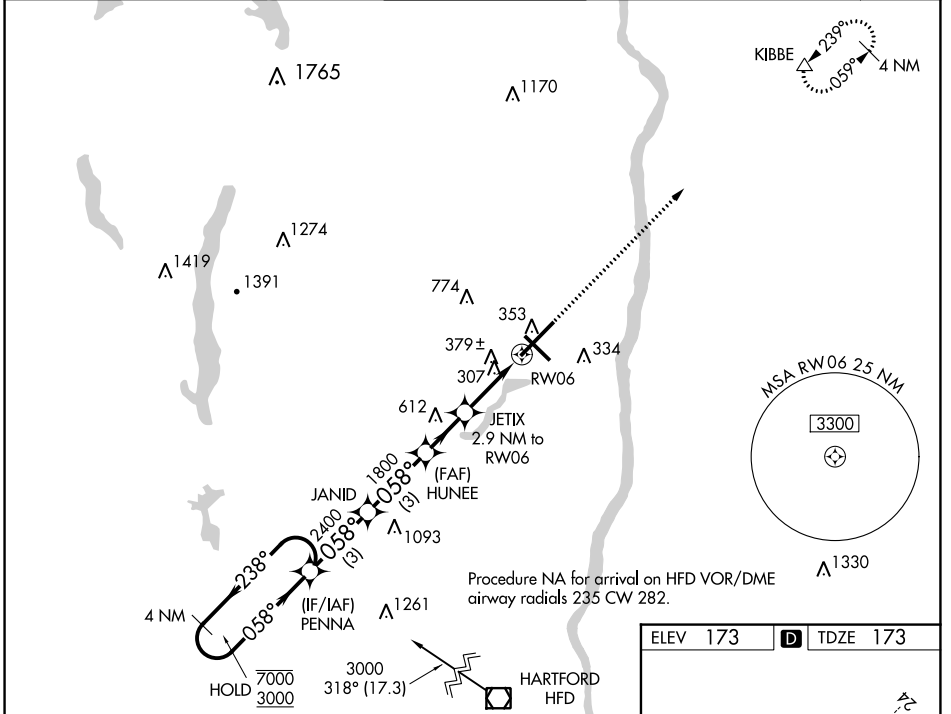 1765
1170
KIBBE
239°
059°
4 NM
1274
1419
1391
774
353
379±
334
307
RW06
MSA RW06 25 NM
3300
612
JETIX
2.9 NM to
RW06
1800
058°
(3)
(FAF)
HUNEE
JANID
2400
058°
(3)
1093
1330
238°
058°
4 NM
(IF/IAF)
PENNA
1261
Procedure NA for arrival on HFD VOR/DME
airway radials 235 CW 282.
HOLD
7000
3000
3000
318° (17.3)
HARTFORD
HFD
ELEV 173
D
TDZE 173
24